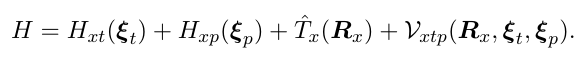 $H = H_{xt}(\boldsymbol{\xi}_t) + H_{xp}(\boldsymbol{\xi}_p) + \hat{T}_x(\boldsymbol{R}_x) + \mathcal{V}_{xtp}(\boldsymbol{R}_x, \boldsymbol{\xi}_t, \boldsymbol{\xi}_p).$